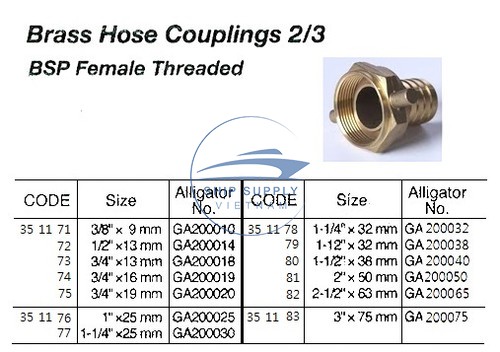 Brass Hose Couplings 2/3
BSP Female Threaded
CODE Size Alligator No. CODE Size Alligator No.
SHIP SUPPLY
VIETNAM
35 11 71 3/8" × 9 mm GA200010 35 11 78 1-1/4" x 32 mm GA 200032
72 1/2"×13 mm GA200014 79 1-12" x 32 mm GA200038
73 3/4"×13 mm GA200018 80 1-1/2" x 38 mm GA 200040
74 3/4"×16 mm GA200019 81 2" x 50 mm GA200050
75 3/4"×19 mm GA200020 82 2-1/2" x 63 mm GA 200065
35 11 76 1" ×25 mm GA200025 35 11 83 3" x 75 mm GA 200075
77 1-1/4"×25 mm GA200030